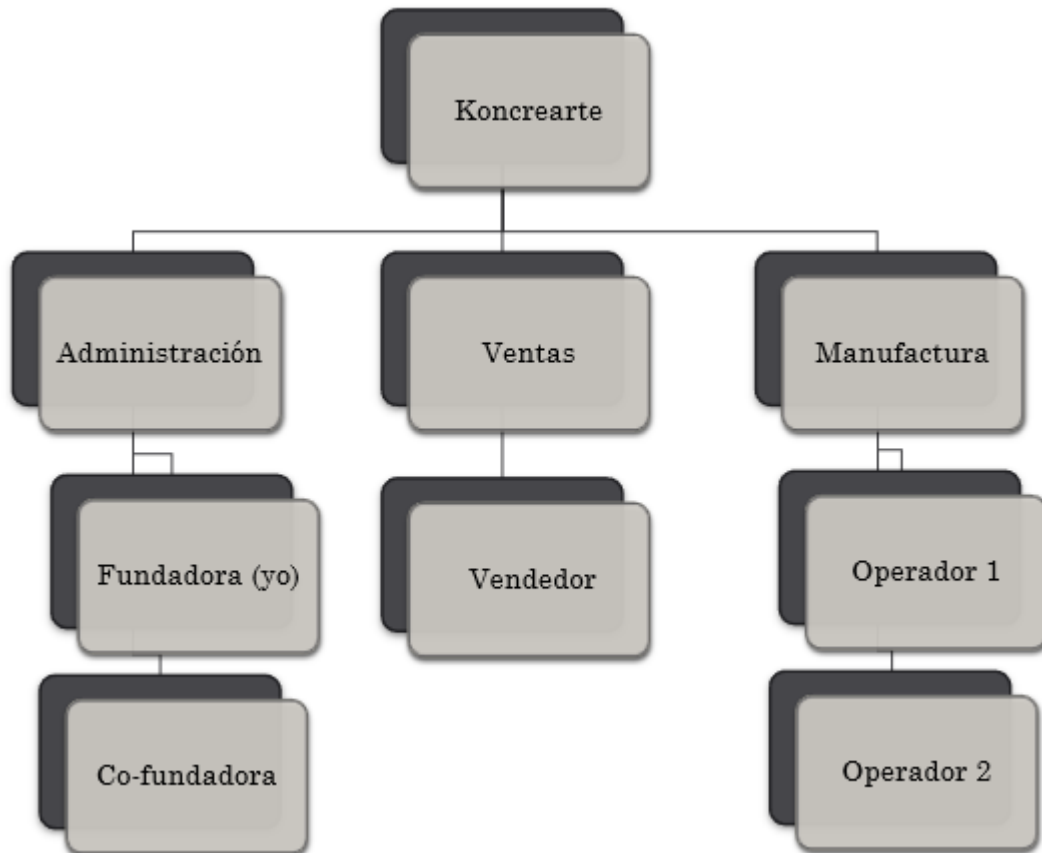 Koncrearte
Administración
Ventas
Manufactura
Fundadora (yo)
Vendedor
Operador 1
Co-fundadora
Operador 2